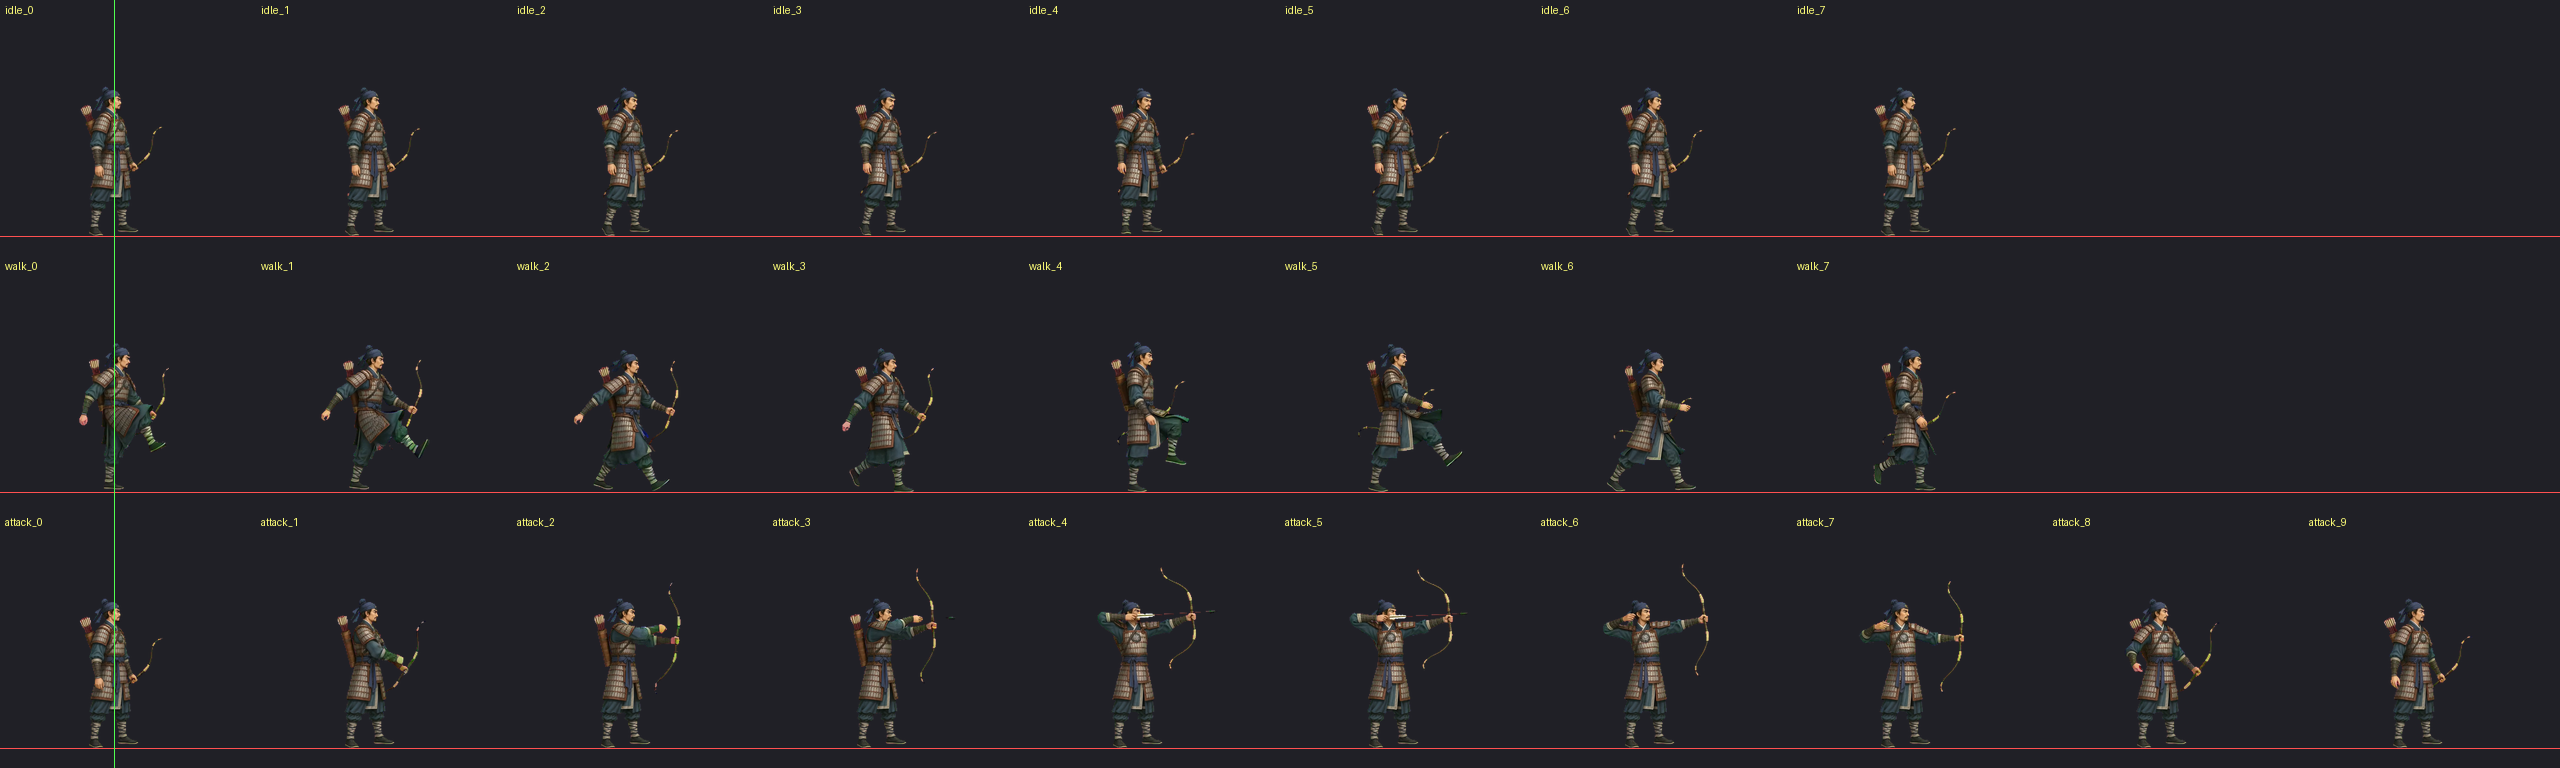 idle_0 idle_1 idle_2 idle_3 idle_4 idle_5 idle_6 idle_7
walk_0 walk_1 walk_2 walk_3 walk_4 walk_5 walk_6 walk_7
attack_0 attack_1 attack_2 attack_3 attack_4 attack_5 attack_6 attack_7 attack_8 attack_9